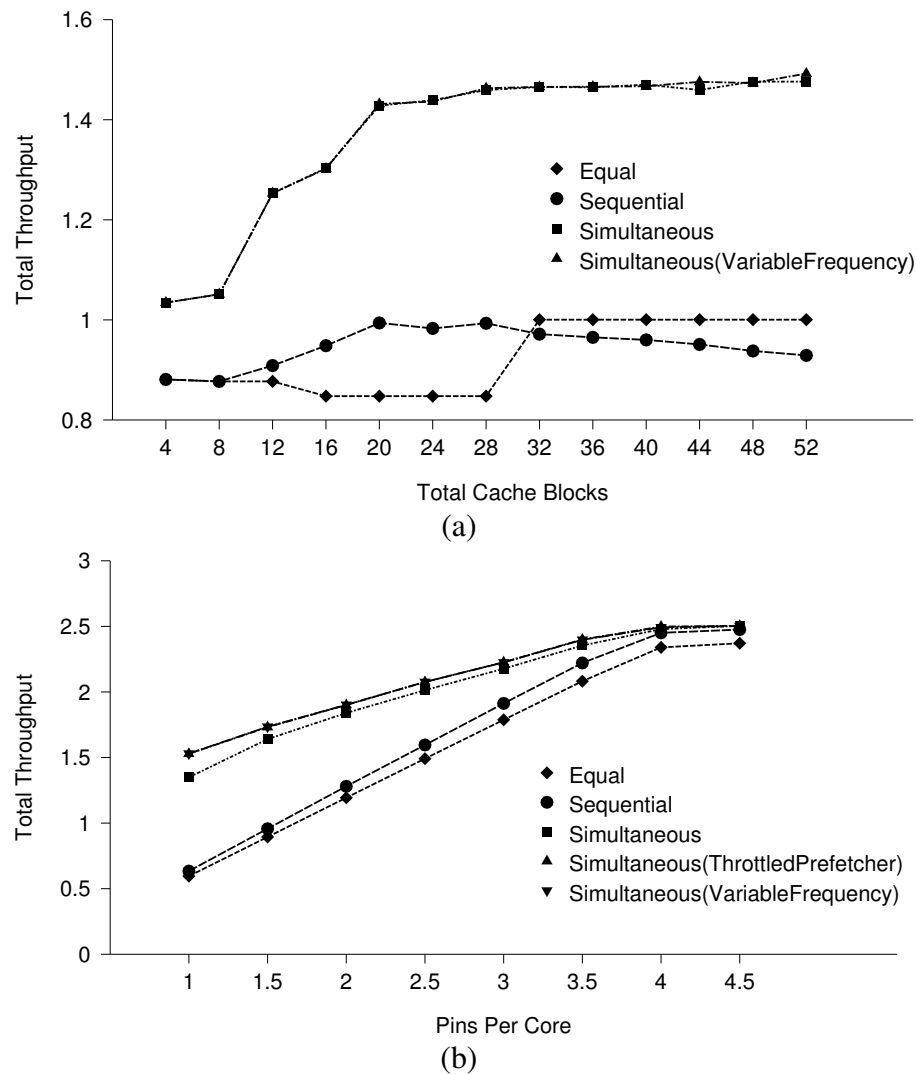 1.6
1.4
1.2
1
0.8
Total Throughput
Equal
Sequential
Simultaneous
Simultaneous(VariableFrequency)
4 8 12 16 20 24 28 32 36 40 44 48 52
Total Cache Blocks
(a)
3
2.5
2
1.5
1
0.5
0
Total Throughput
Equal
Sequential
Simultaneous
Simultaneous(ThrottledPrefetcher)
Simultaneous(VariableFrequency)
1 1.5 2 2.5 3 3.5 4 4.5
Pins Per Core
(b)